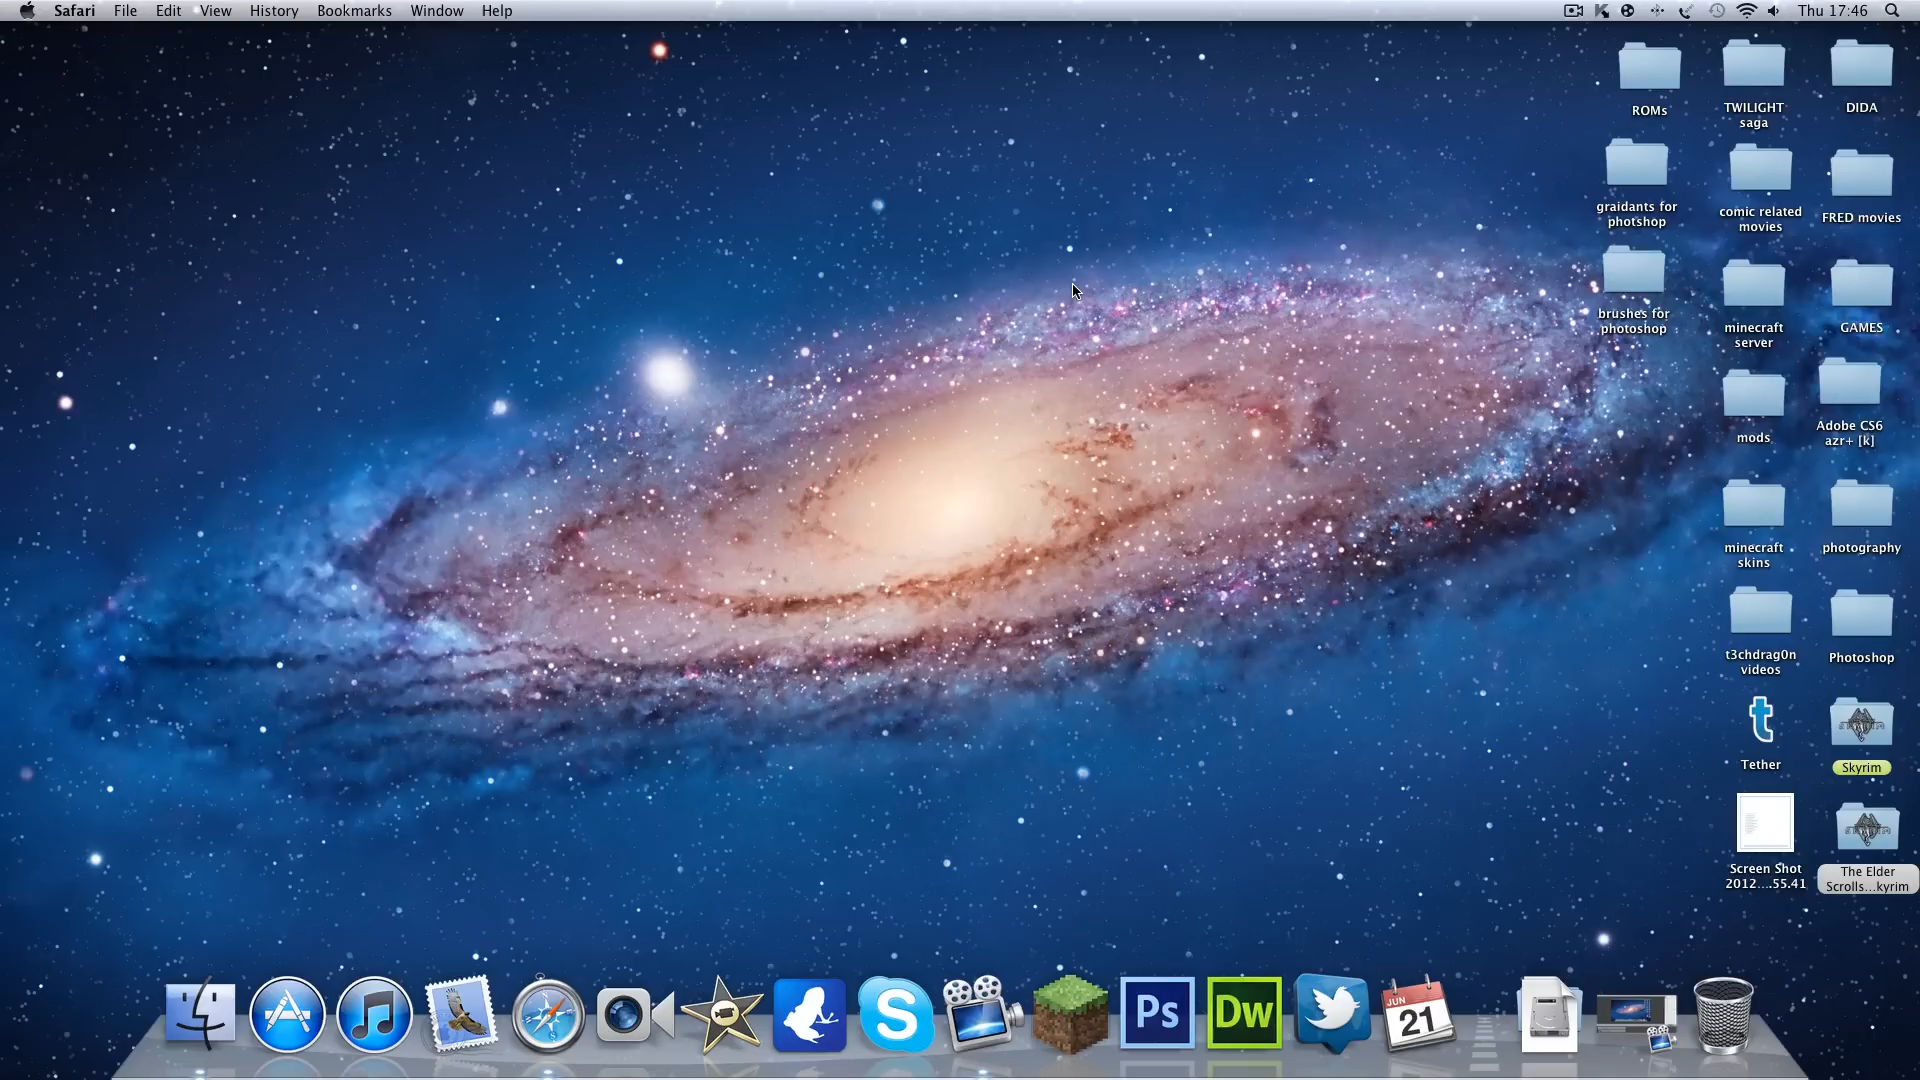 Safari File Edit View History Bookmarks Window Help
Thu 17:46
ROMs
TWILIGHT
saga
DIDA
graidants for
photshop
comic related
movies
FRED movies
brushes for
photoshop
minecraft
server
GAMES
mods
Adobe CS6
azr+ [k]
minecraft
skins
photography
t3chdrag0n
videos
Photoshop
t
Tether
Skyrim
Screen Shot
2012....55.41
The Elder
Scrolls...kyrim
S
Ps
Dw
JUN
21